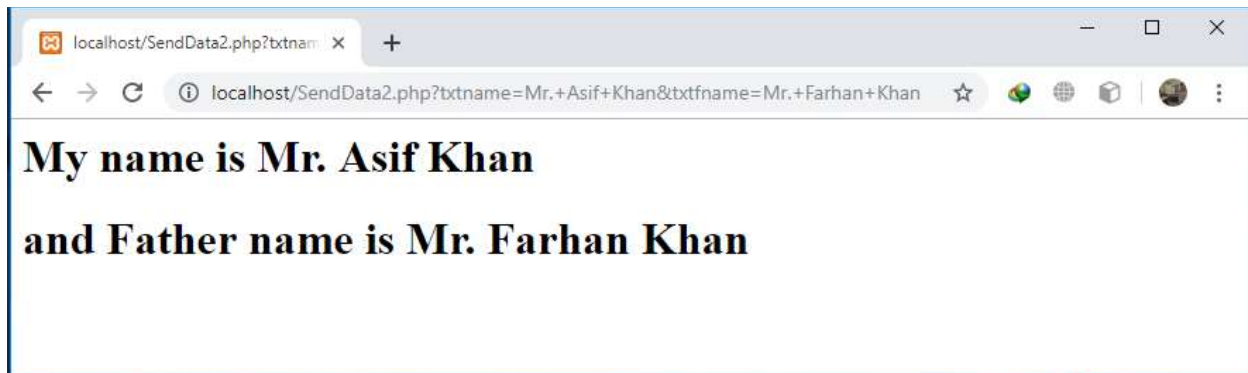 localhost/SendData2.php?txtnam
localhost/SendData2.php?txtname=Mr.+Asif+Khan&txtfname=Mr.+Farhan+Khan
My name is Mr. Asif Khan
and Father name is Mr. Farhan Khan